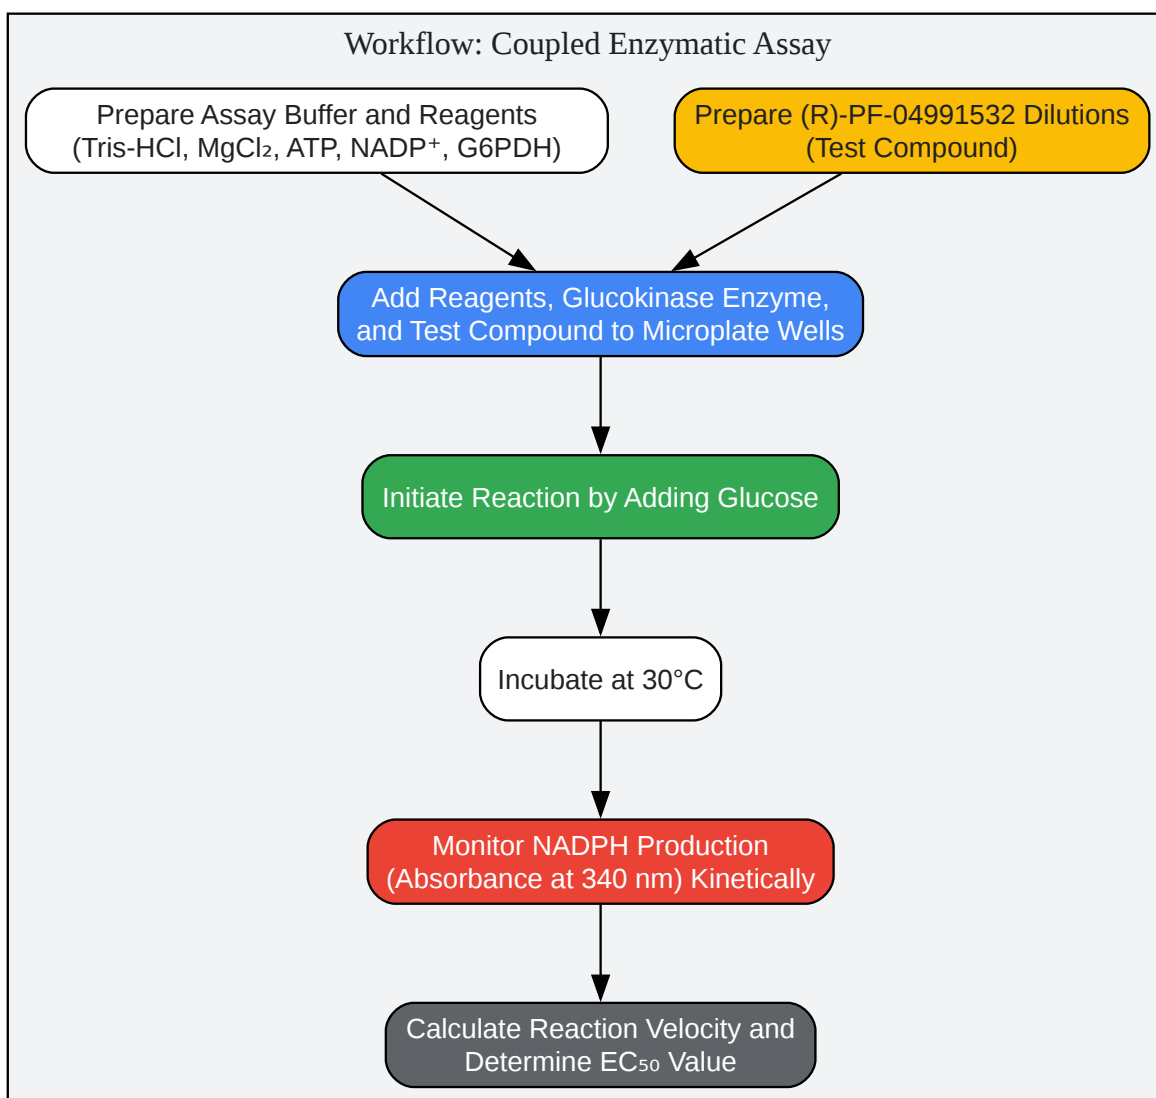 Workflow: Coupled Enzymatic Assay
Prepare Assay Buffer and Reagents
(Tris-HCl, MgCl₂, ATP, NADP⁺, G6PDH)
Prepare (R)-PF-04991532 Dilutions
(Test Compound)
Add Reagents, Glucokinase Enzyme,
and Test Compound to Microplate Wells
Initiate Reaction by Adding Glucose
Incubate at 30°C
Monitor NADPH Production
(Absorbance at 340 nm) Kinetically
Calculate Reaction Velocity and
Determine EC₅₀ Value